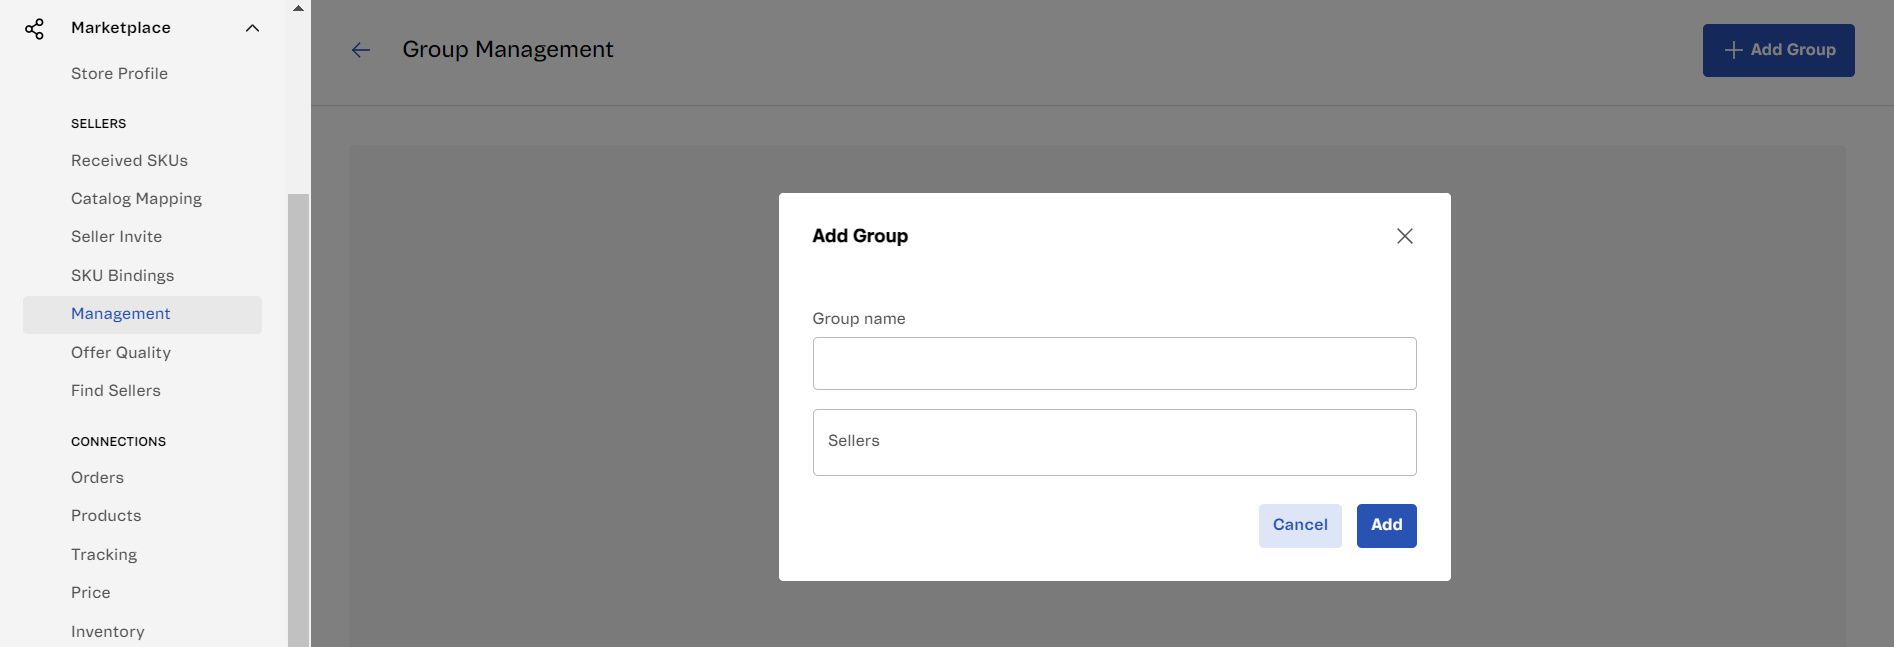 Marketplace
Store Profile
SELLERS
Received SKUs
Catalog Mapping
Seller Invite
SKU Bindings
Management
Offer Quality
Find Sellers
CONNECTIONS
Orders
Products
Tracking
Price
Inventory
Group Management
Add Group
Add Group
Group name
Sellers
Cancel
Add